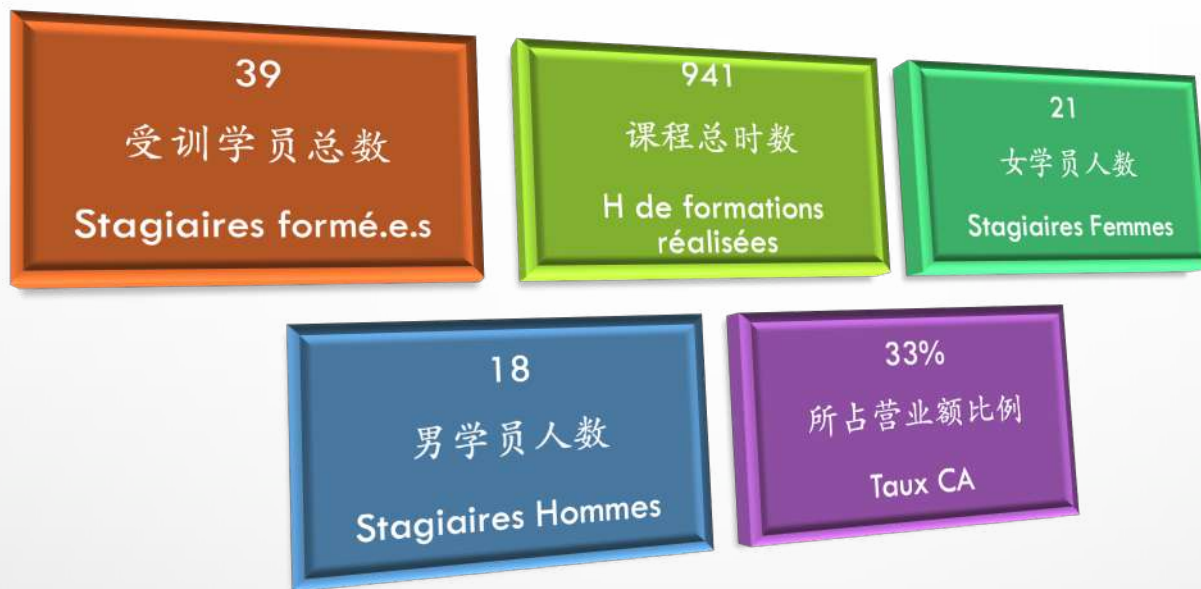 39
受训学员总数
Stagiaires formé.e.s
941
课程总时数
H de formations
réalisées
21
女学员人数
Stagiaires Femmes
18
男学员人数
Stagiaires Hommes
33%
所占营业额比例
Taux CA